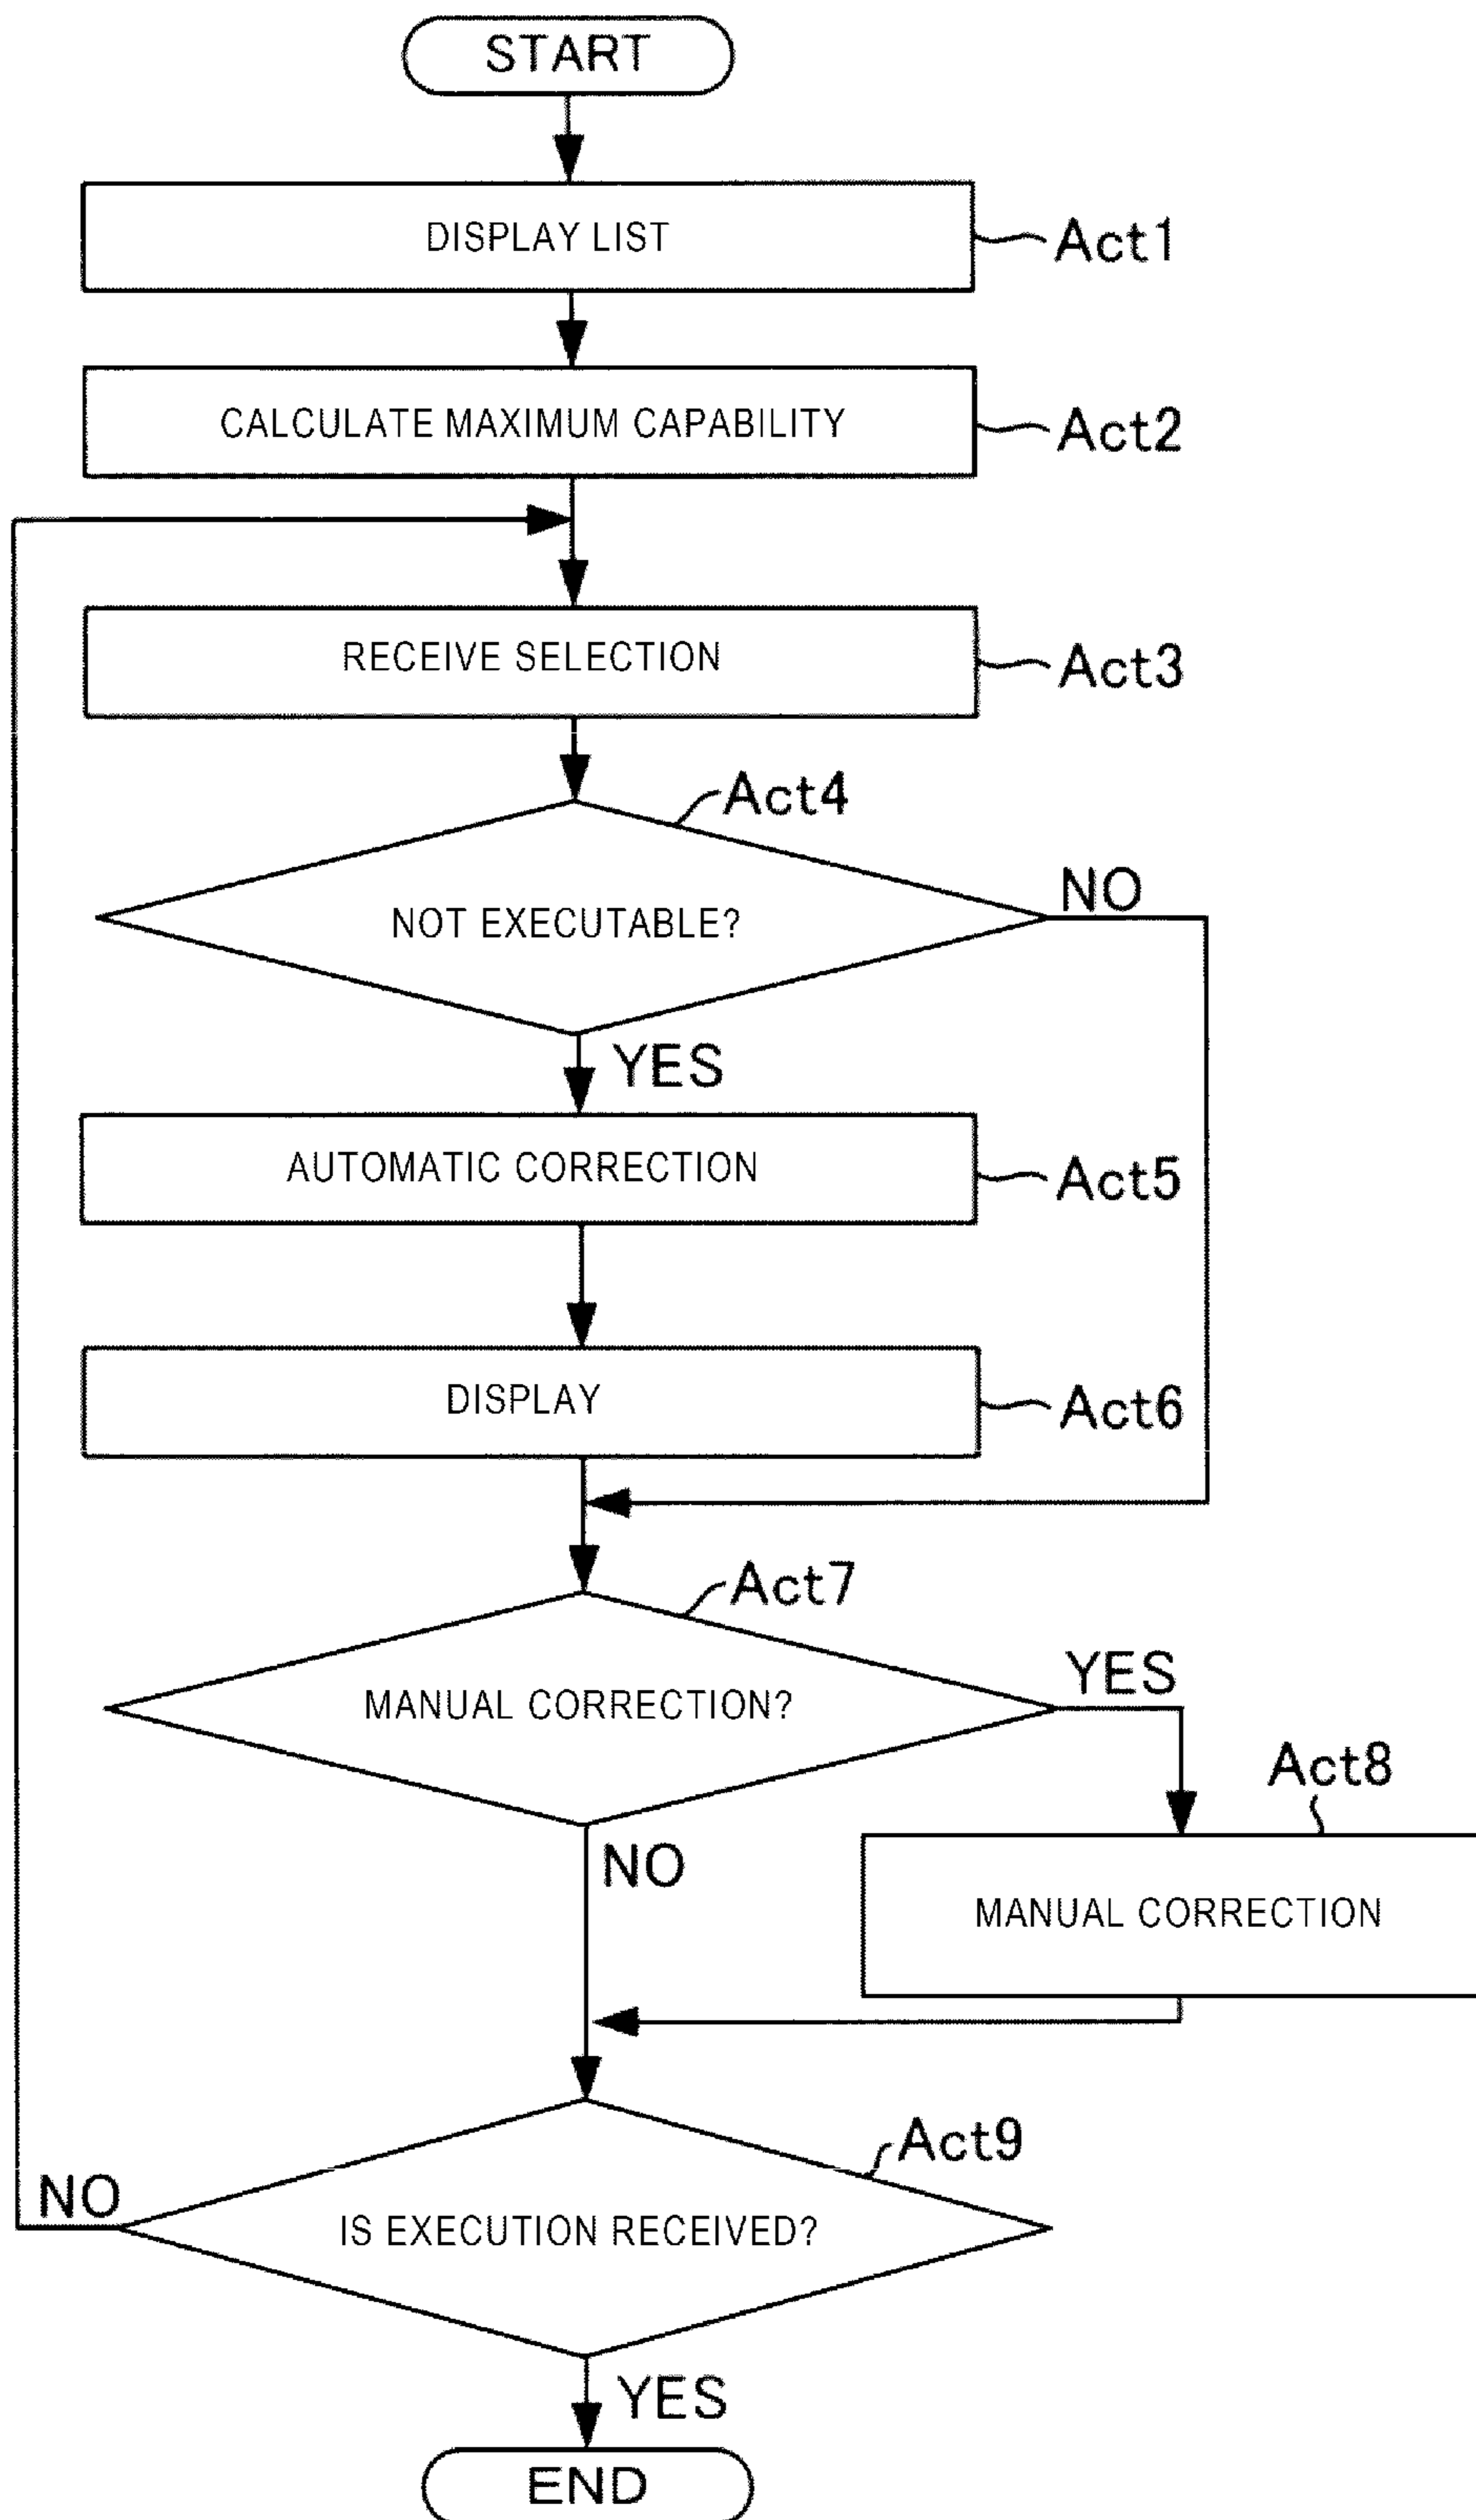 START
DISPLAY LIST
Act1
CALCULATE MAXIMUM CAPABILITY
Act2
RECEIVE SELECTION
Act3
Act4
NOT EXECUTABLE?
NO
YES
AUTOMATIC CORRECTION
Act5
DISPLAY
Act6
Act7
MANUAL CORRECTION?
YES
Act8
NO
MANUAL CORRECTION
Act9
NO
IS EXECUTION RECEIVED?
YES
END